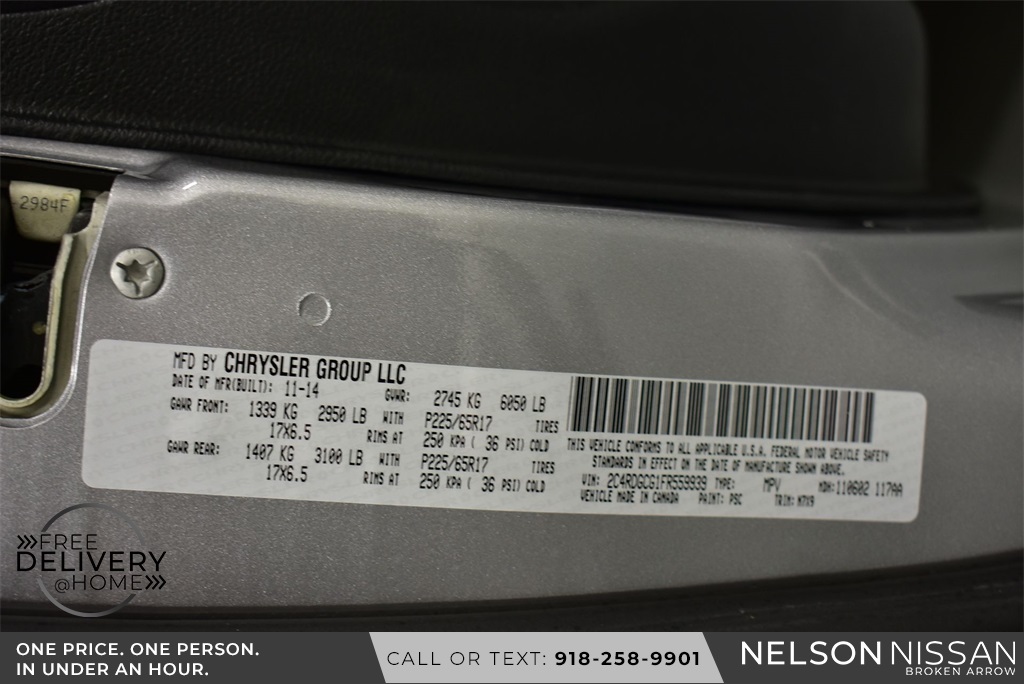 2984F
MFD BY CHRYSLER GROUP LLC
DATE OF MFR(BUILT): 11-14 GVWR: 2745 KG 6050 LB
GAWR FRONT: 1339 KG 2950 LB WITH P225/65R17 TIRES
17X6.5 RIMS AT 250 KPA ( 36 PSI) COLD
GAWR REAR: 1407 KG 3100 LB WITH P225/65R17 TIRES
17X6.5 RIMS AT 250 KPA ( 36 PSI) COLD
THIS VEHICLE CONFORMS TO ALL APPLICABLE U.S.A. FEDERAL MOTOR VEHICLE SAFETY
STANDARDS IN EFFECT ON THE DATE OF MANUFACTURE SHOWN ABOVE.
VIN: 2C4RDGCG1FR559939 TYPE: MPV MDH: 110602 117AA
VEHICLE MADE IN CANADA PAINT: PSC TRIM:
FREE
DELIVERY
@HOME
ONE PRICE. ONE PERSON.
IN UNDER AN HOUR.
CALL OR TEXT: 918-258-9901
NELSON NISSAN
BROKEN ARROW